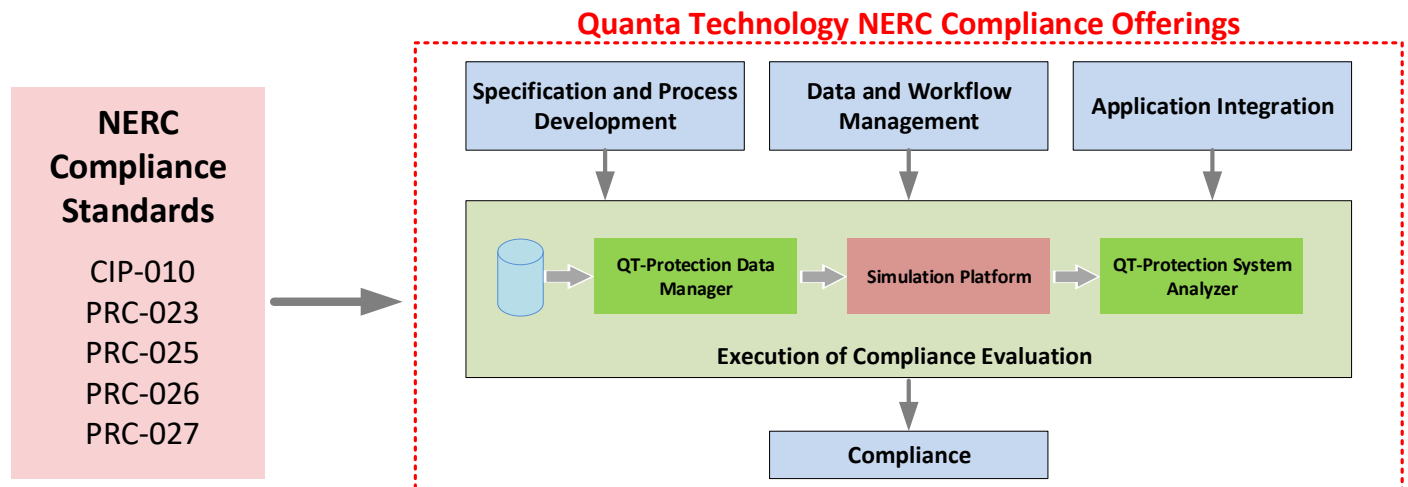 Quanta Technology NERC Compliance Offerings
NERC
Compliance
Standards
CIP-010
PRC-023
PRC-025
PRC-026
PRC-027
Specification and Process
Development
Data and Workflow
Management
Application Integration
QT-Protection Data
Manager
Simulation Platform
QT-Protection System
Analyzer
Execution of Compliance Evaluation
Compliance